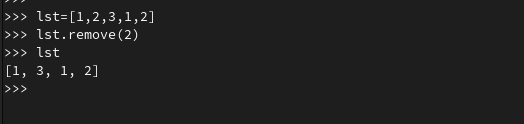 >>> lst=[1,2,3,1,2]
>>> lst.remove(2)
>>> lst
[1, 3, 1, 2]
>>>